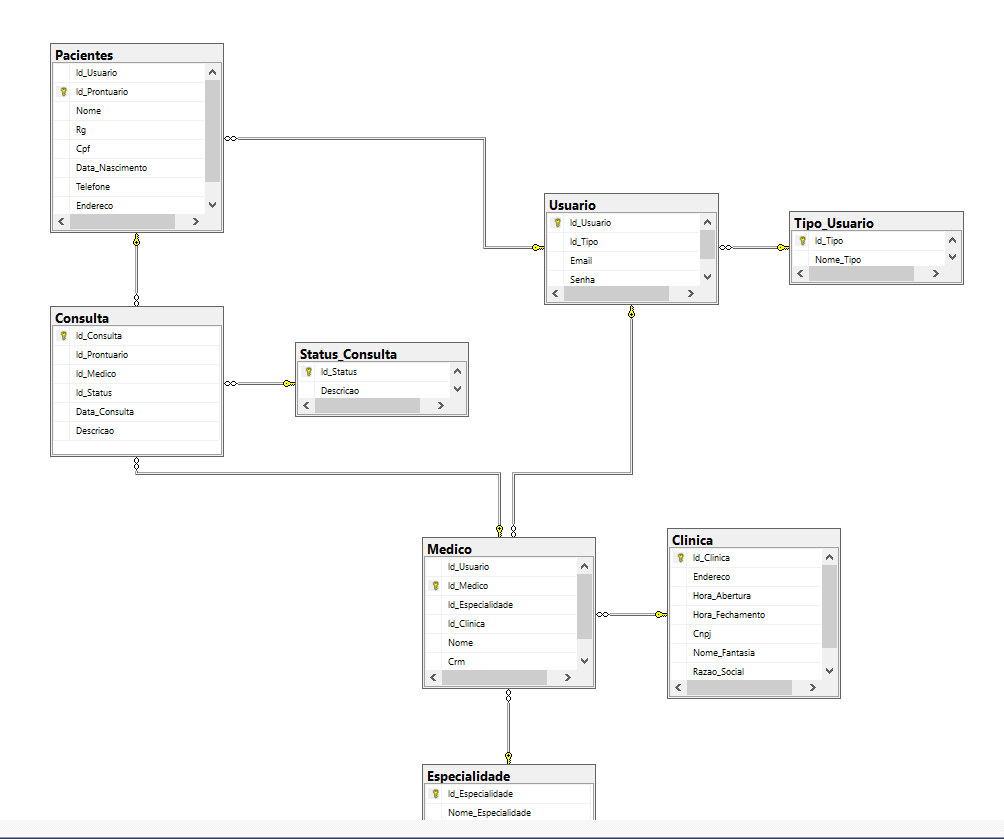 Pacientes
Id_Usuario
Id_Prontuario
Nome
Rg
Cpf
Data_Nascimento
Telefone
Endereco
Usuario
Id_Usuario
Id_Tipo
Email
Senha
Tipo_Usuario
Id_Tipo
Nome_Tipo
Consulta
Id_Consulta
Id_Prontuario
Id_Medico
Id_Status
Data_Consulta
Descricao
Status_Consulta
Id_Status
Descricao
Medico
Id_Usuario
Id_Medico
Id_Especialidade
Id_Clinica
Nome
Crm
Clinica
Id_Clinica
Endereco
Hora_Abertura
Hora_Fechamento
Cnpj
Nome_Fantasia
Razao_Social
Especialidade
Id_Especialidade
Nome_Especialidade